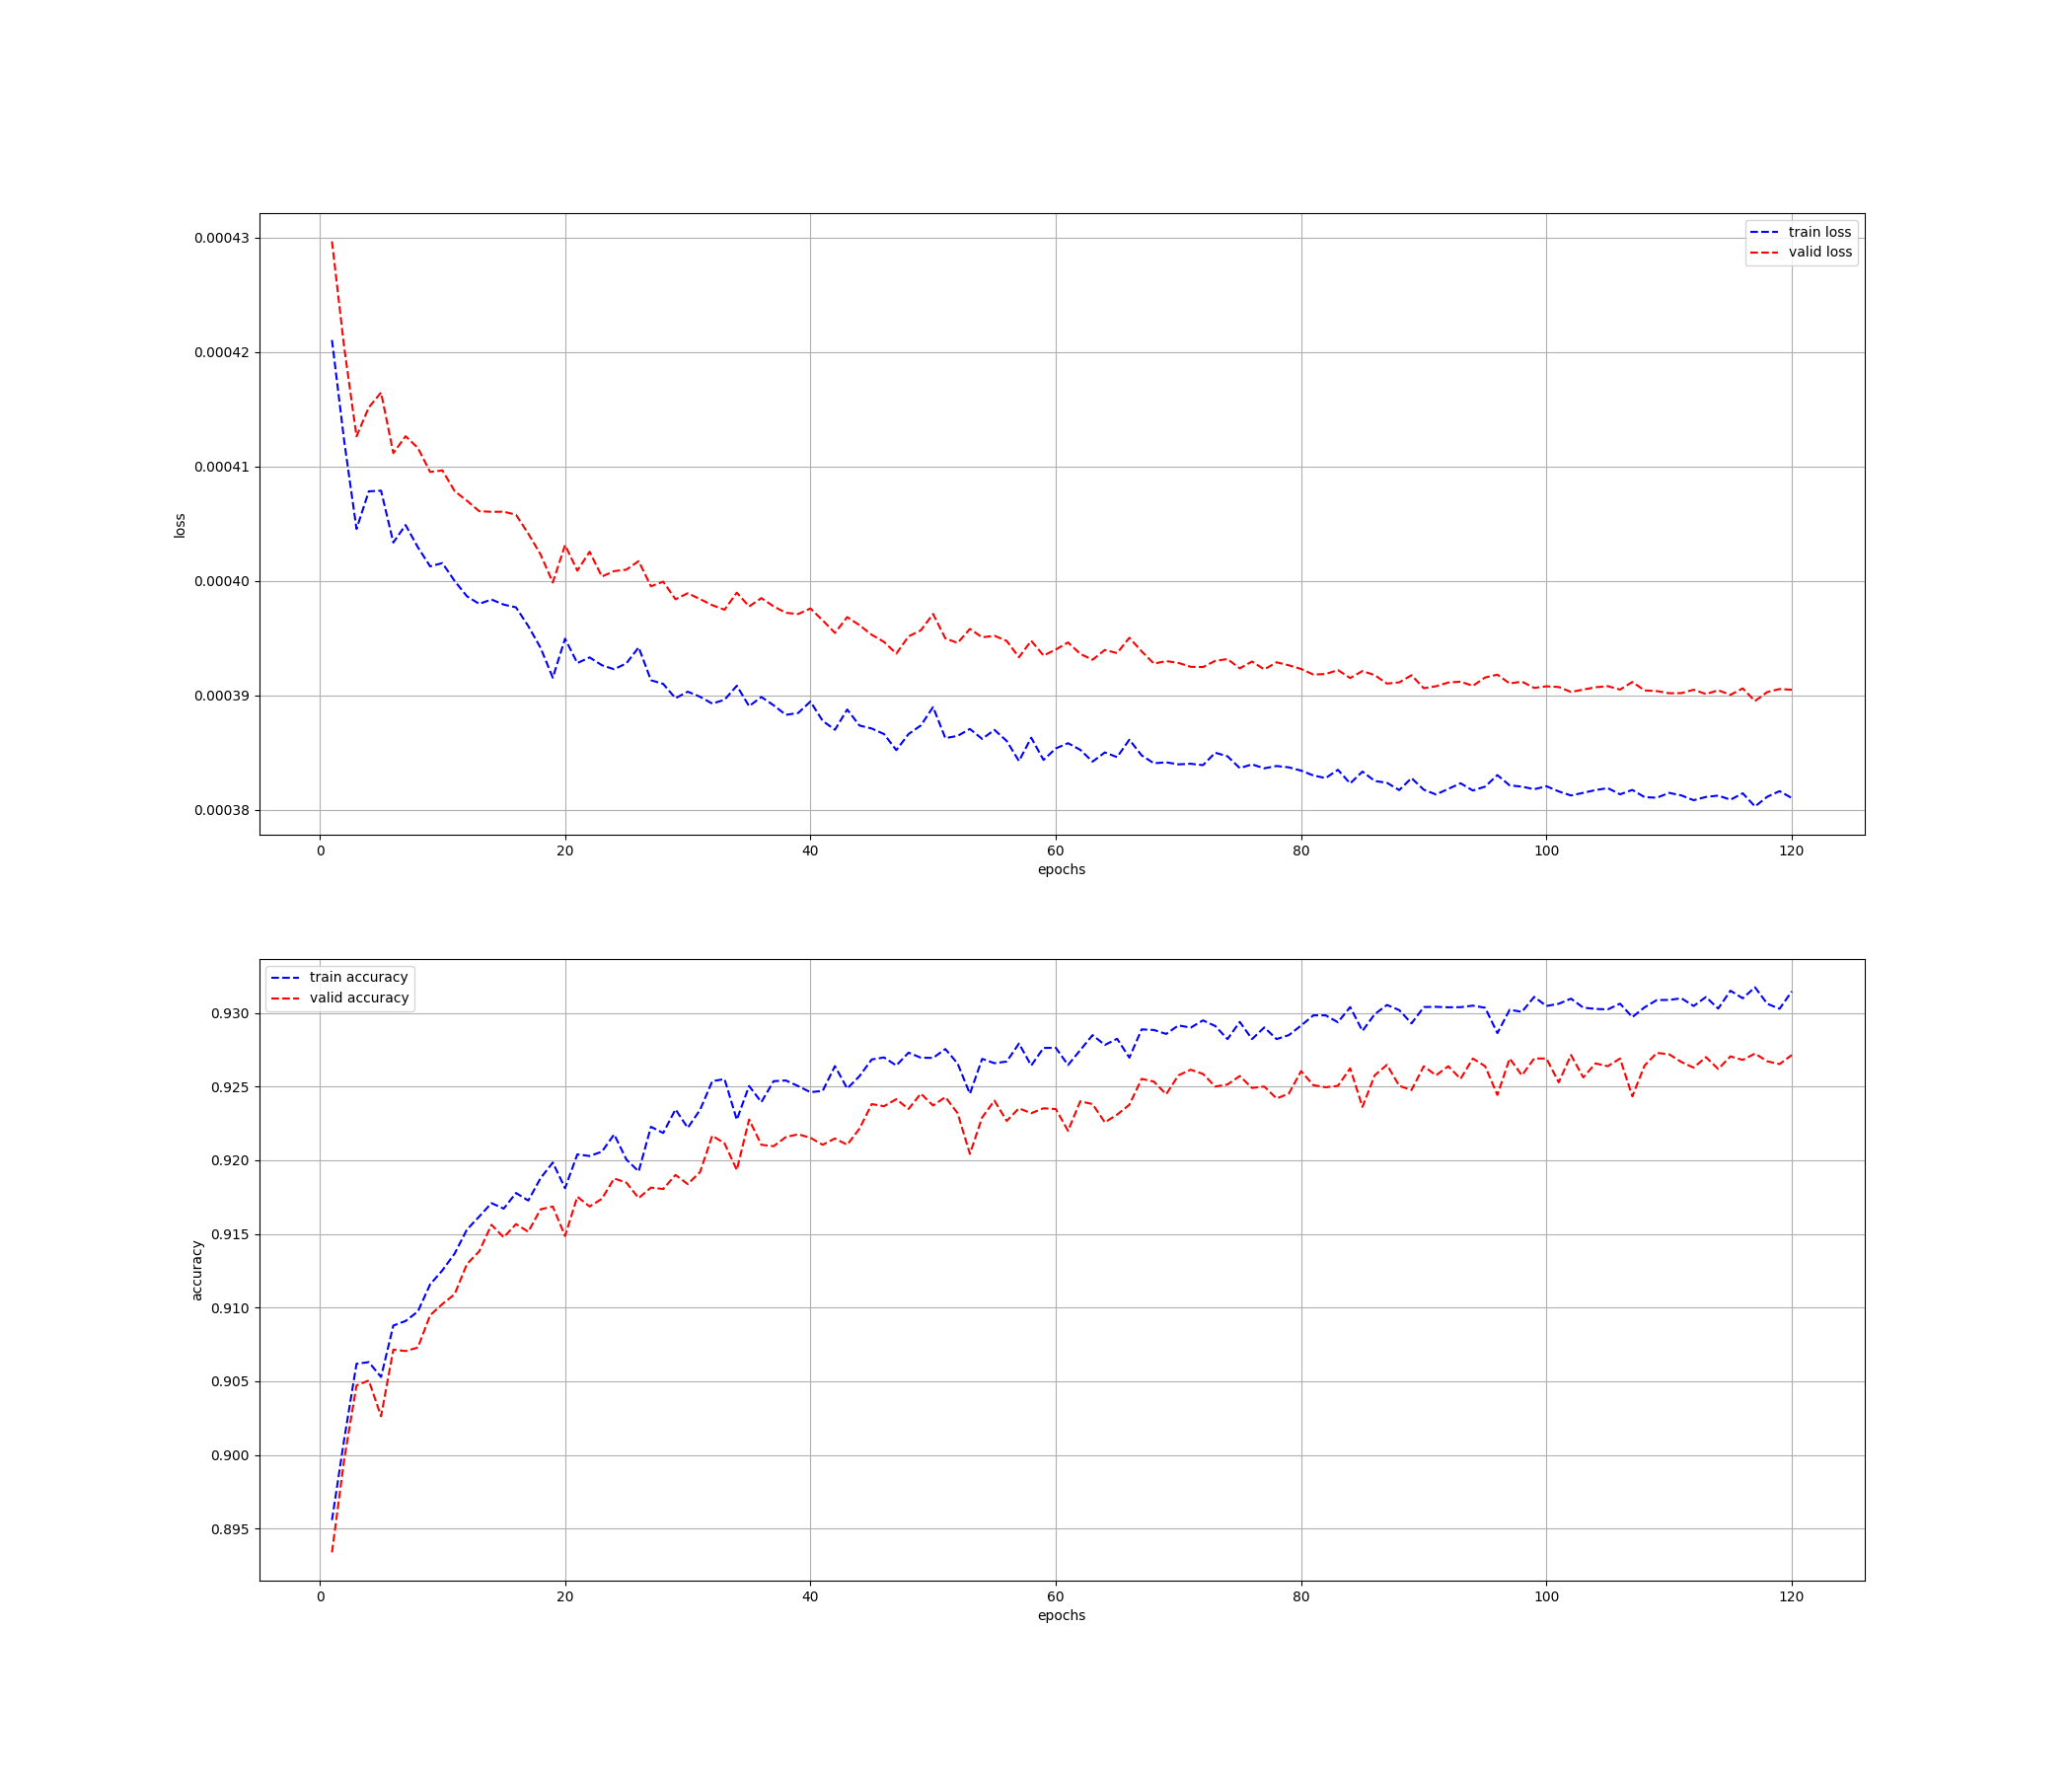 train loss
valid loss
0.00043
0.00042
0.00041
0.00040
0.00039
0.00038
loss
0 20 40 60 80 100 120
epochs
train accuracy
valid accuracy
0.930
0.925
0.920
0.915
0.910
0.905
0.900
0.895
accuracy
0 20 40 60 80 100 120
epochs